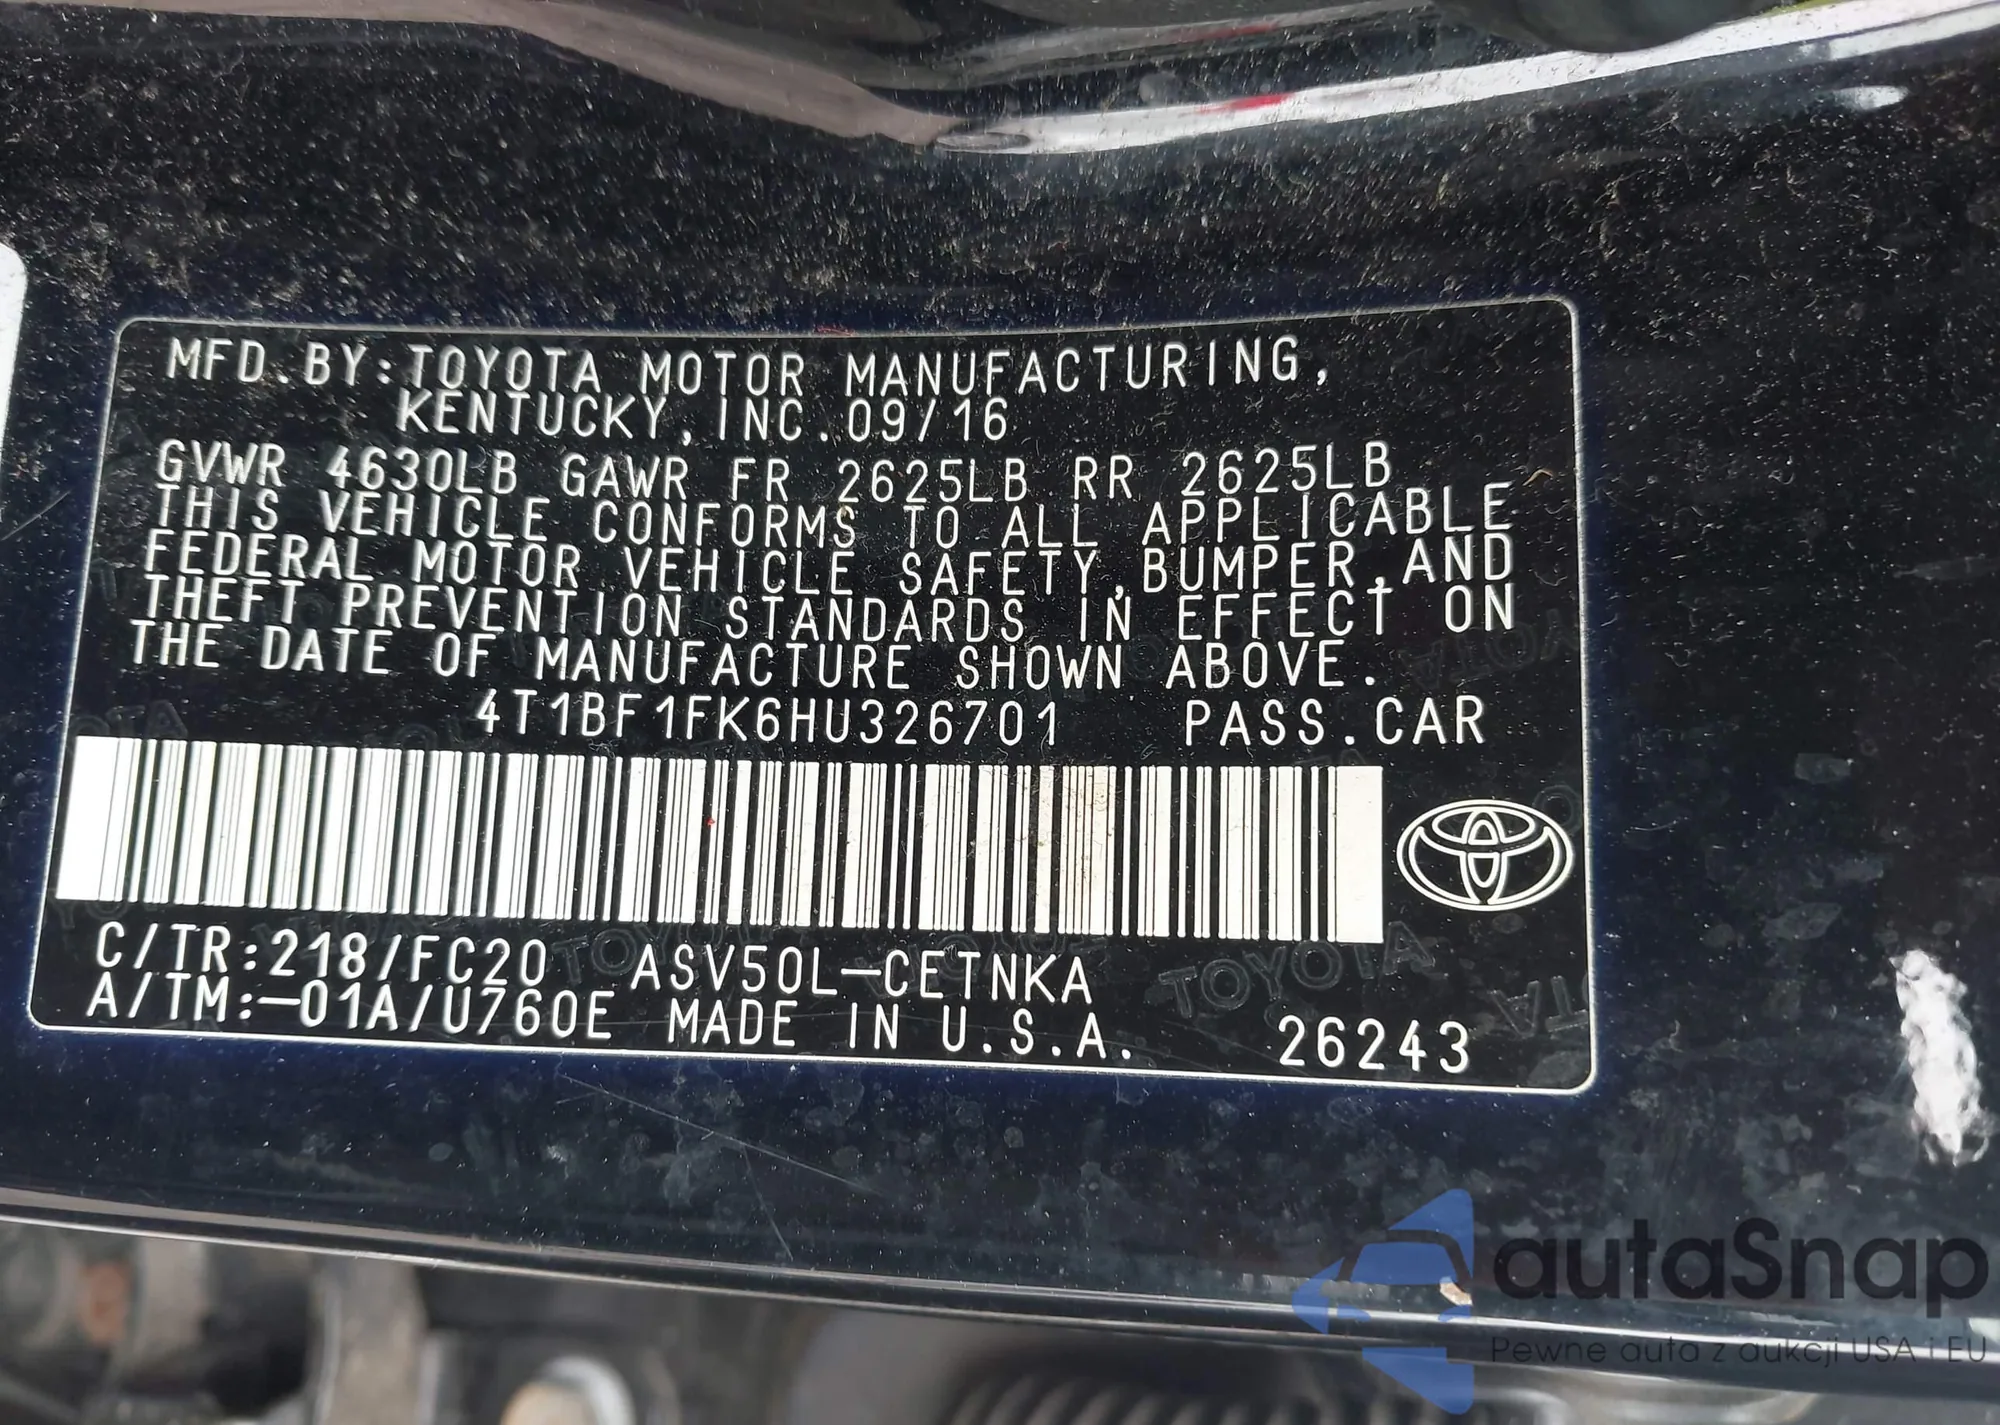 MFD.BY:TOYOTA MOTOR MANUFACTURING,
KENTUCKY,INC.09/16
GVWR 4630LB GAWR FR 2625LB RR 2625LB
THIS VEHICLE CONFORMS TO ALL APPLICABLE
FEDERAL MOTOR VEHICLE SAFETY,BUMPER,AND
THEFT PREVENTION STANDARDS IN EFFECT ON
THE DATE OF MANUFACTURE SHOWN ABOVE.
4T1BF1FK6HU326701 PASS.CAR
C/TR:218/FC20 ASV50L-CETNKA
A/TM:-01A/U760E MADE IN U.S.A. 26243
TOYOTA
autaSnap
Pewne auta z aukcji USA i EU